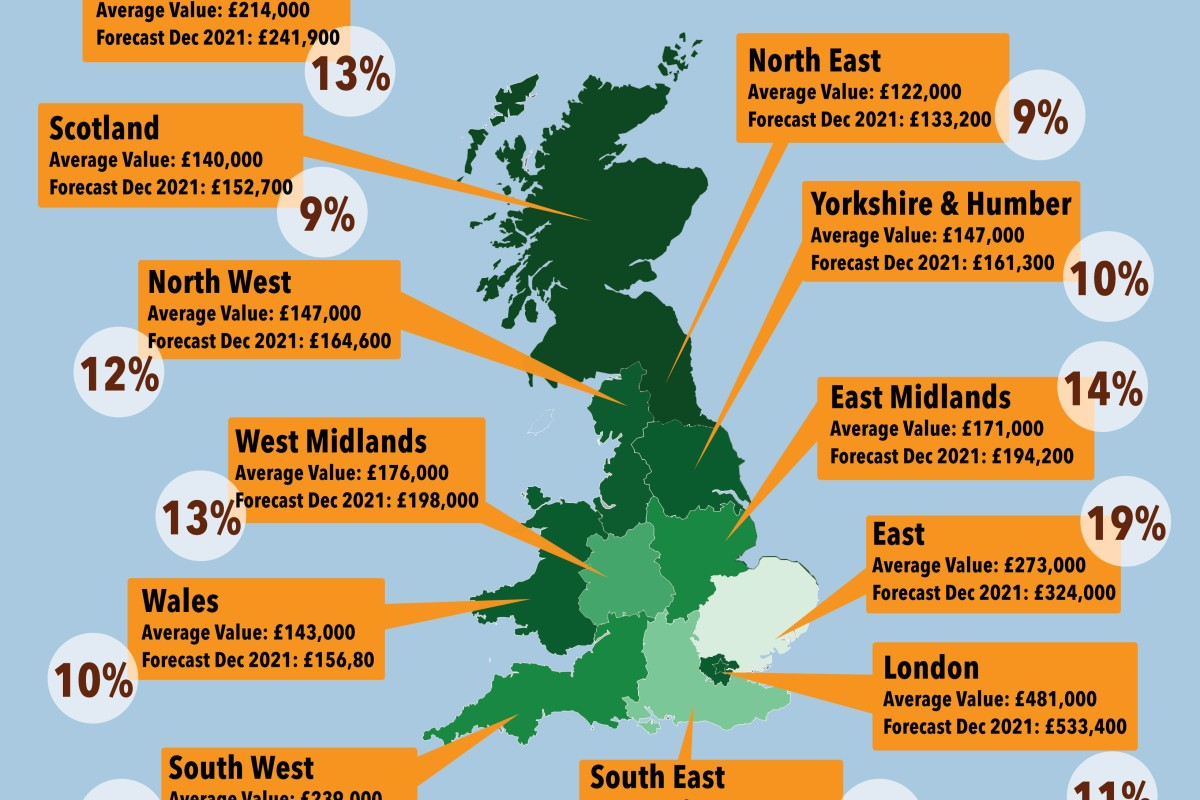 Average Value: £214,000
Forecast Dec 2021: £241,900
13%
Scotland
Average Value: £140,000
Forecast Dec 2021: £152,700
9%
North West
Average Value: £147,000
Forecast Dec 2021: £164,600
12%
West Midlands
Average Value: £176,000
Forecast Dec 2021: £198,000
13%
Wales
Average Value: £143,000
Forecast Dec 2021: £156,80
10%
South West
Average Value: £239,000
North East
Average Value: £122,000
Forecast Dec 2021: £133,200
9%
Yorkshire & Humber
Average Value: £147,000
Forecast Dec 2021: £161,300
10%
East Midlands
Average Value: £171,000
Forecast Dec 2021: £194,200
14%
East
Average Value: £273,000
Forecast Dec 2021: £324,000
19%
London
Average Value: £481,000
Forecast Dec 2021: £533,400
11%
South East